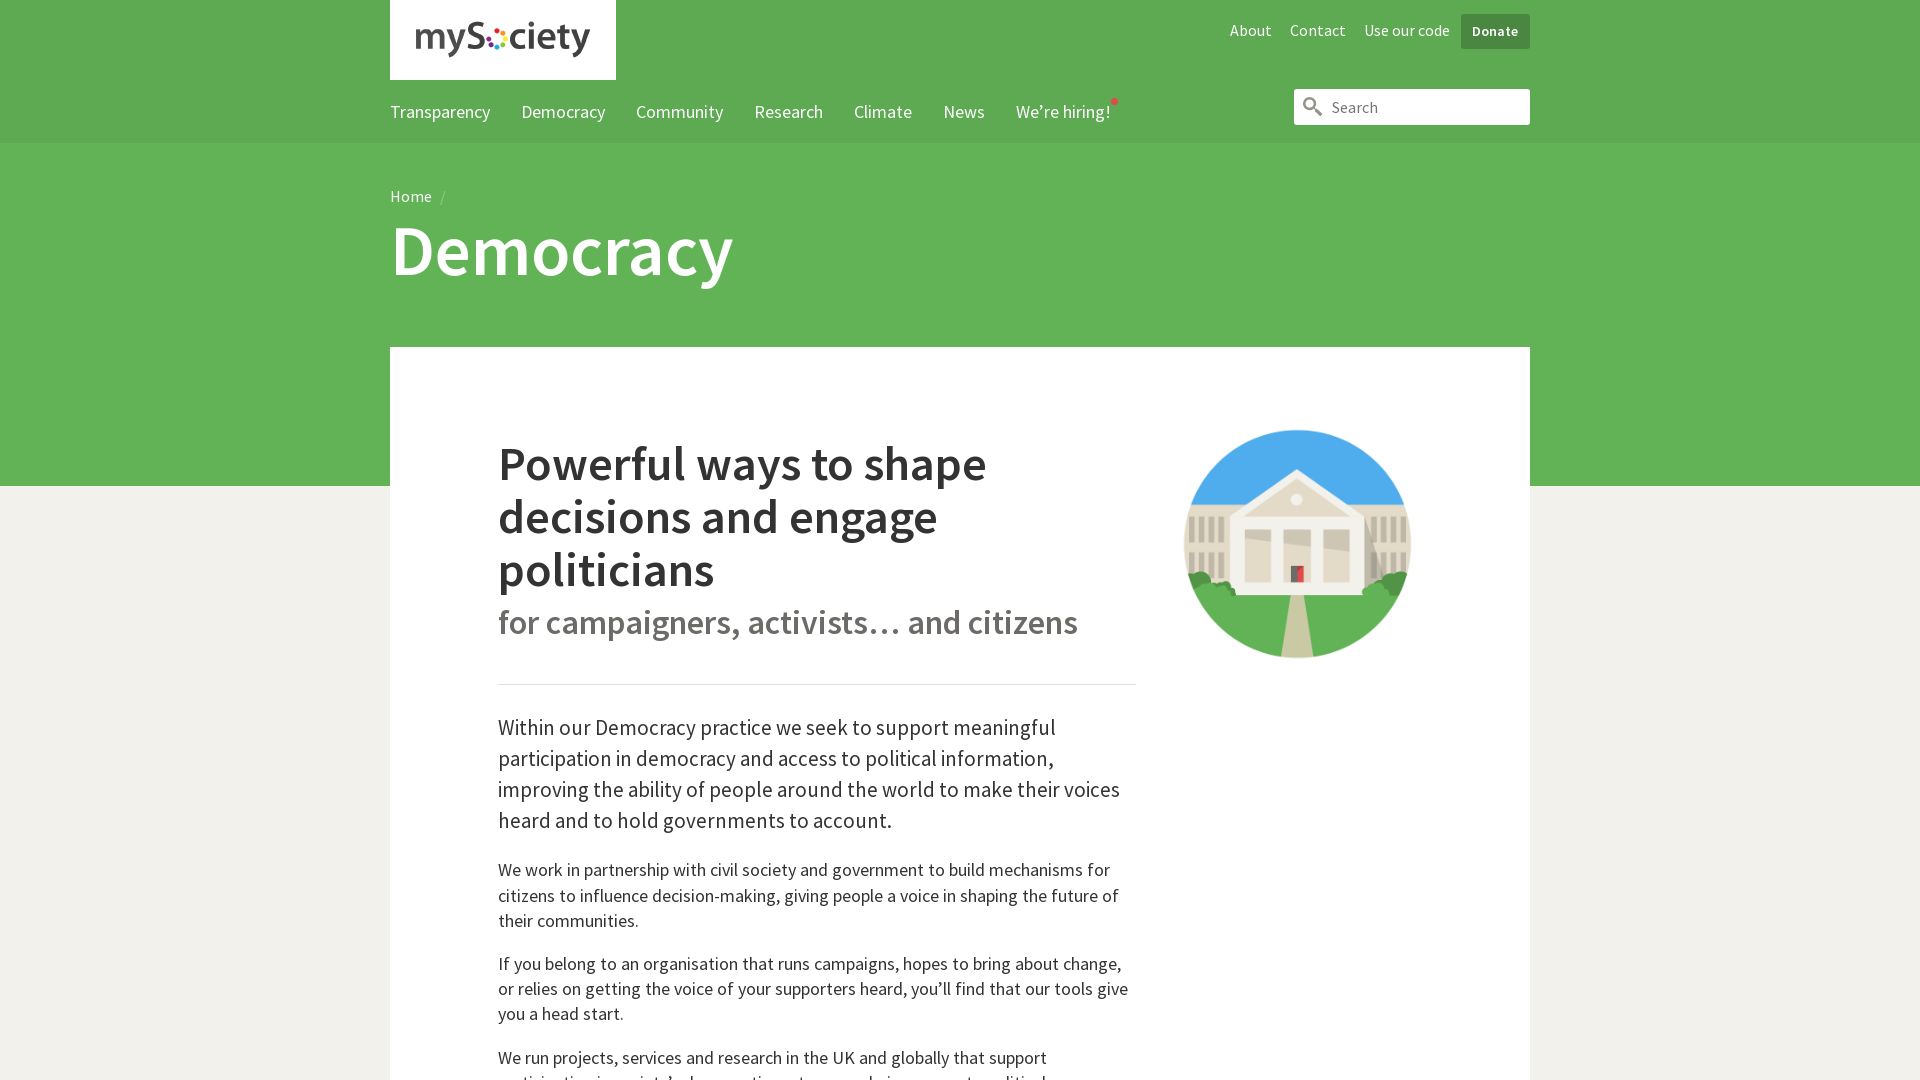 mySociety
About Contact Use our code Donate
Transparency Democracy Community Research Climate News We’re hiring! Search
Home /
Democracy
Powerful ways to shape
decisions and engage
politicians
for campaigners, activists… and citizens
Within our Democracy practice we seek to support meaningful
participation in democracy and access to political information,
improving the ability of people around the world to make their voices
heard and to hold governments to account.
We work in partnership with civil society and government to build mechanisms for
citizens to influence decision-making, giving people a voice in shaping the future of
their communities.
If you belong to an organisation that runs campaigns, hopes to bring about change,
or relies on getting the voice of your supporters heard, you’ll find that our tools give
you a head start.
We run projects, services and research in the UK and globally that support